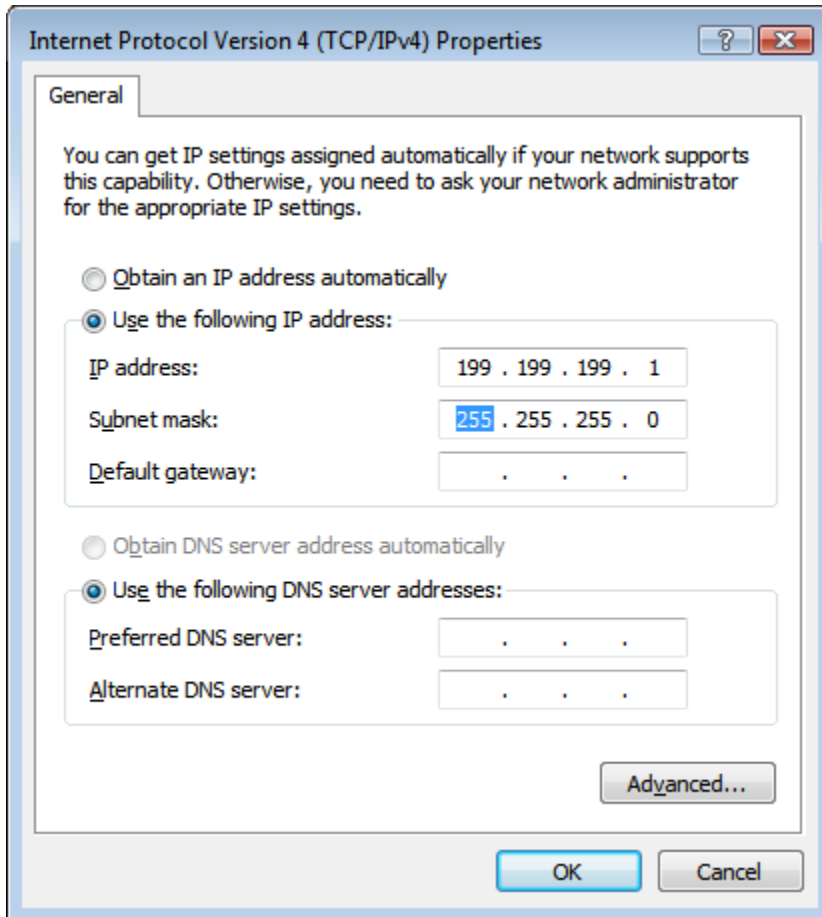 Internet Protocol Version 4 (TCP/IPv4) Properties
General
You can get IP settings assigned automatically if your network supports
this capability. Otherwise, you need to ask your network administrator
for the appropriate IP settings.
Obtain an IP address automatically
Use the following IP address:
IP address: 199 . 199 . 199 . 1
Subnet mask: 255 . 255 . 255 . 0
Default gateway: . . .
Obtain DNS server address automatically
Use the following DNS server addresses:
Preferred DNS server: . . .
Alternate DNS server: . . .
Advanced...
OK Cancel